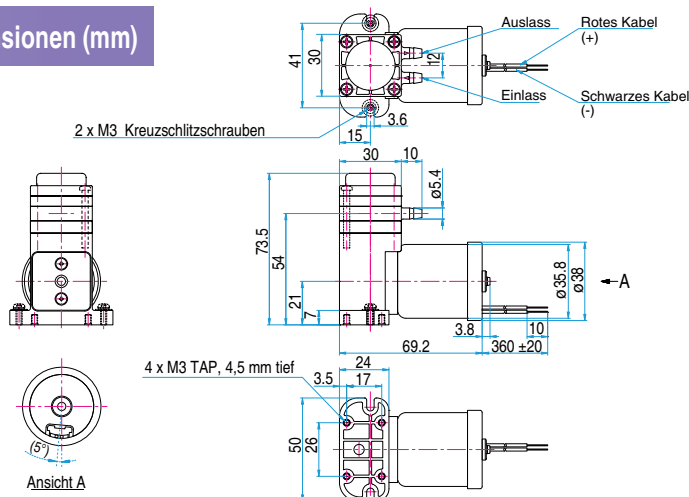 sionen (mm)
Auslass
Rotes Kabel
(+)
41
30
12
Einlass
Schwarzes Kabel
(-)
2 x M3 Kreuzschlitzschrauben
3.6
15
30
10
ø5.4
73.5
54
21
7
ø35.8
ø38
A
3.8
10
69.2
360 ±20
4 x M3 TAP, 4,5 mm tief
24
3.5
17
50
26
(5°)
Ansicht A